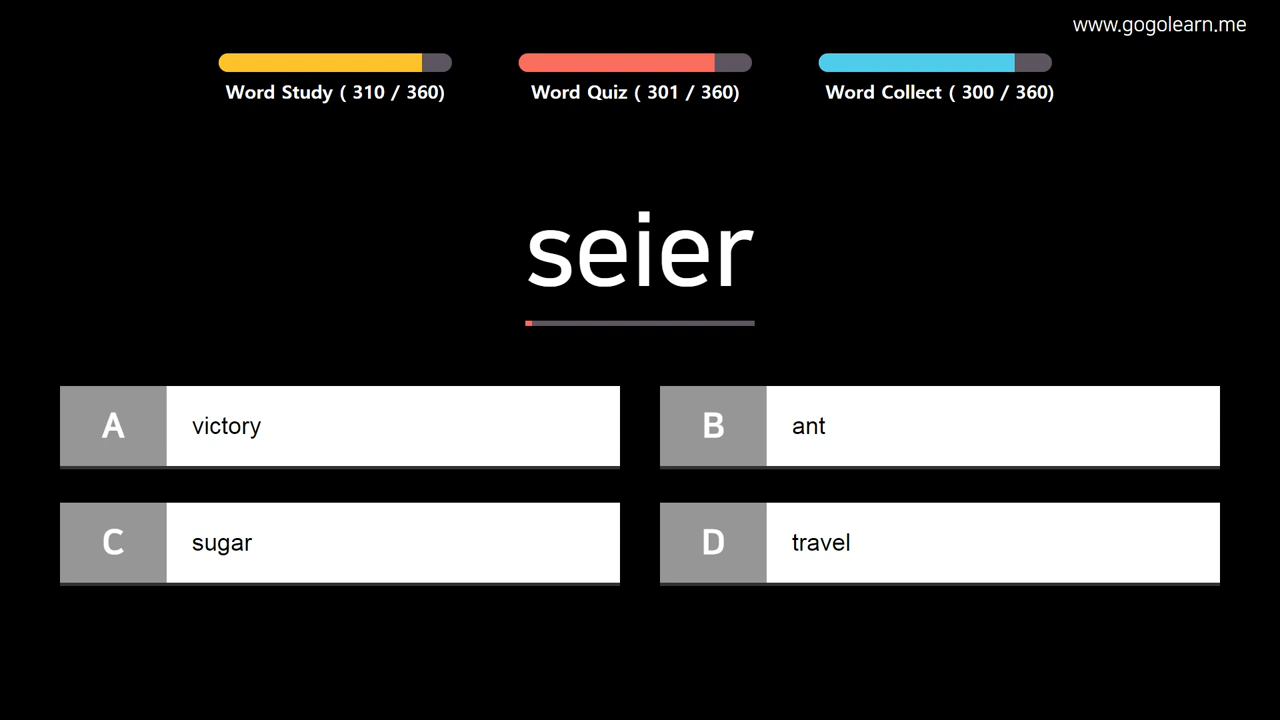 www.gogolearn.me
Word Study ( 310 / 360)
Word Quiz ( 301 / 360)
Word Collect ( 300 / 360)
seier
A victory
B ant
C sugar
D travel